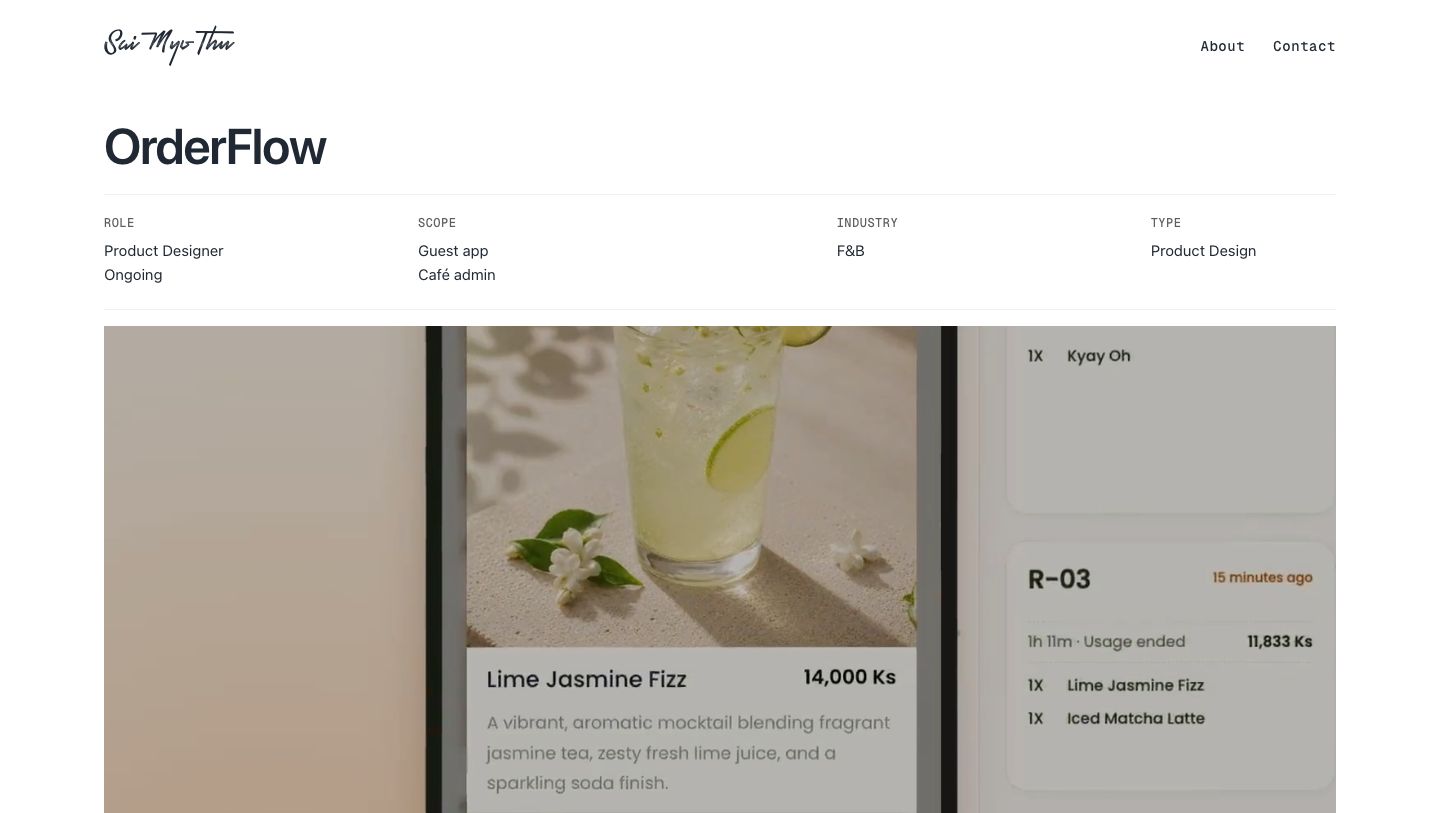 Sai Myo Thu
About Contact
OrderFlow
ROLE
Product Designer
Ongoing
SCOPE
Guest app
Café admin
INDUSTRY
F&B
TYPE
Product Design
Lime Jasmine Fizz 14,000 Ks
A vibrant, aromatic mocktail blending fragrant
jasmine tea, zesty fresh lime juice, and a
sparkling soda finish.
1X Kyay Oh
R-03 15 minutes ago
1h 11m · Usage ended 11,833 Ks
1X Lime Jasmine Fizz
1X Iced Matcha Latte